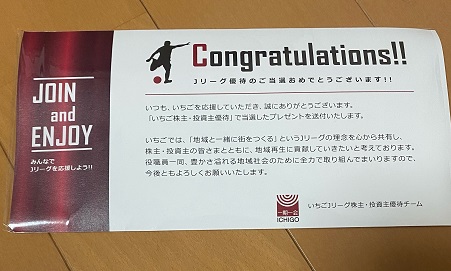 JOIN
and
ENJOY
みんなで
Jリーグを応援しよう!!
Congratulations!!
Jリーグ優待のご当選おめでとうございます!!
いつも、いちごを応援していただき、誠にありがとうございます。
「いちご株主・投資主優待」で当選したプレゼントを送付いたします。
いちごでは、「地域と一緒に街をつくる」というJリーグの理念を心から共有し、
株主・投資主の皆さまとともに、地域再生に貢献していきたいと考えております。
役職員一同、豊かさ溢れる地域社会のために全力で取り組んでまいりますので、
今後ともよろしくお願いいたします。
一期一会
ICHIGO
いちごJリーグ株主・投資主優待チーム